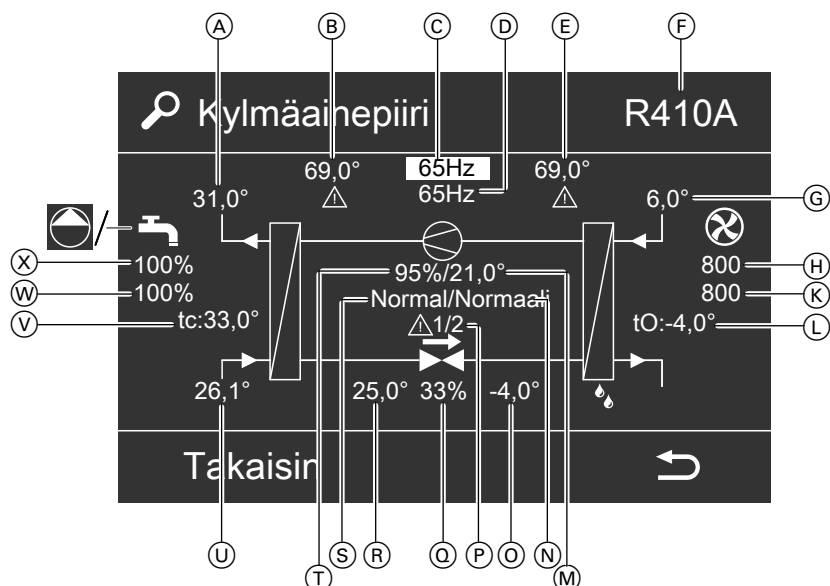 A B C D E F
Kylmäainepiiri R410A
69,0° 65Hz 69,0°
31,0° 65Hz 6,0° G
/
X 100% 800 H
95%/21,0°
W 100% 800 K
Normal/Normaali
V tc:33,0° 1/2 tO:-4,0° L
26,1° 25,0° 33% -4,0°
Takaisin
U T S R Q P O N M